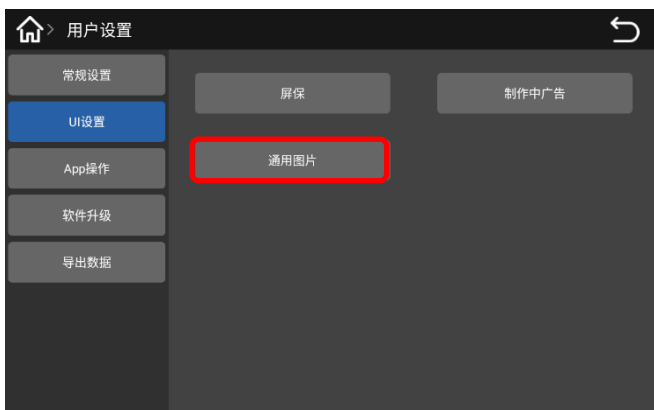 用户设置
常规设置
UI设置
App操作
软件升级
导出数据
屏保
制作中广告
通用图片